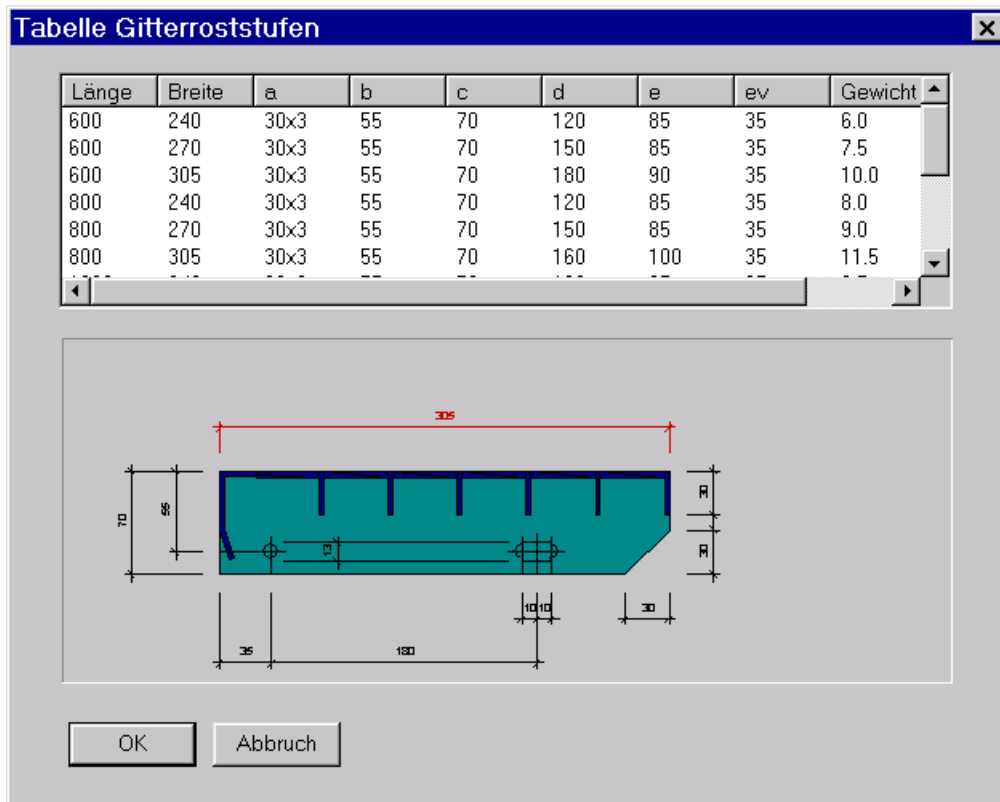 Tabelle Gitterroststufen
Länge Breite a b c d e ev Gewicht
600 240 30x3 55 70 120 85 35 6.0
600 270 30x3 55 70 150 85 35 7.5
600 305 30x3 55 70 180 90 35 10.0
800 240 30x3 55 70 120 85 35 8.0
800 270 30x3 55 70 150 85 35 9.0
800 305 30x3 55 70 160 100 35 11.5
305
70
55
13
30
30
10 10
30
35
180
OK
Abbruch